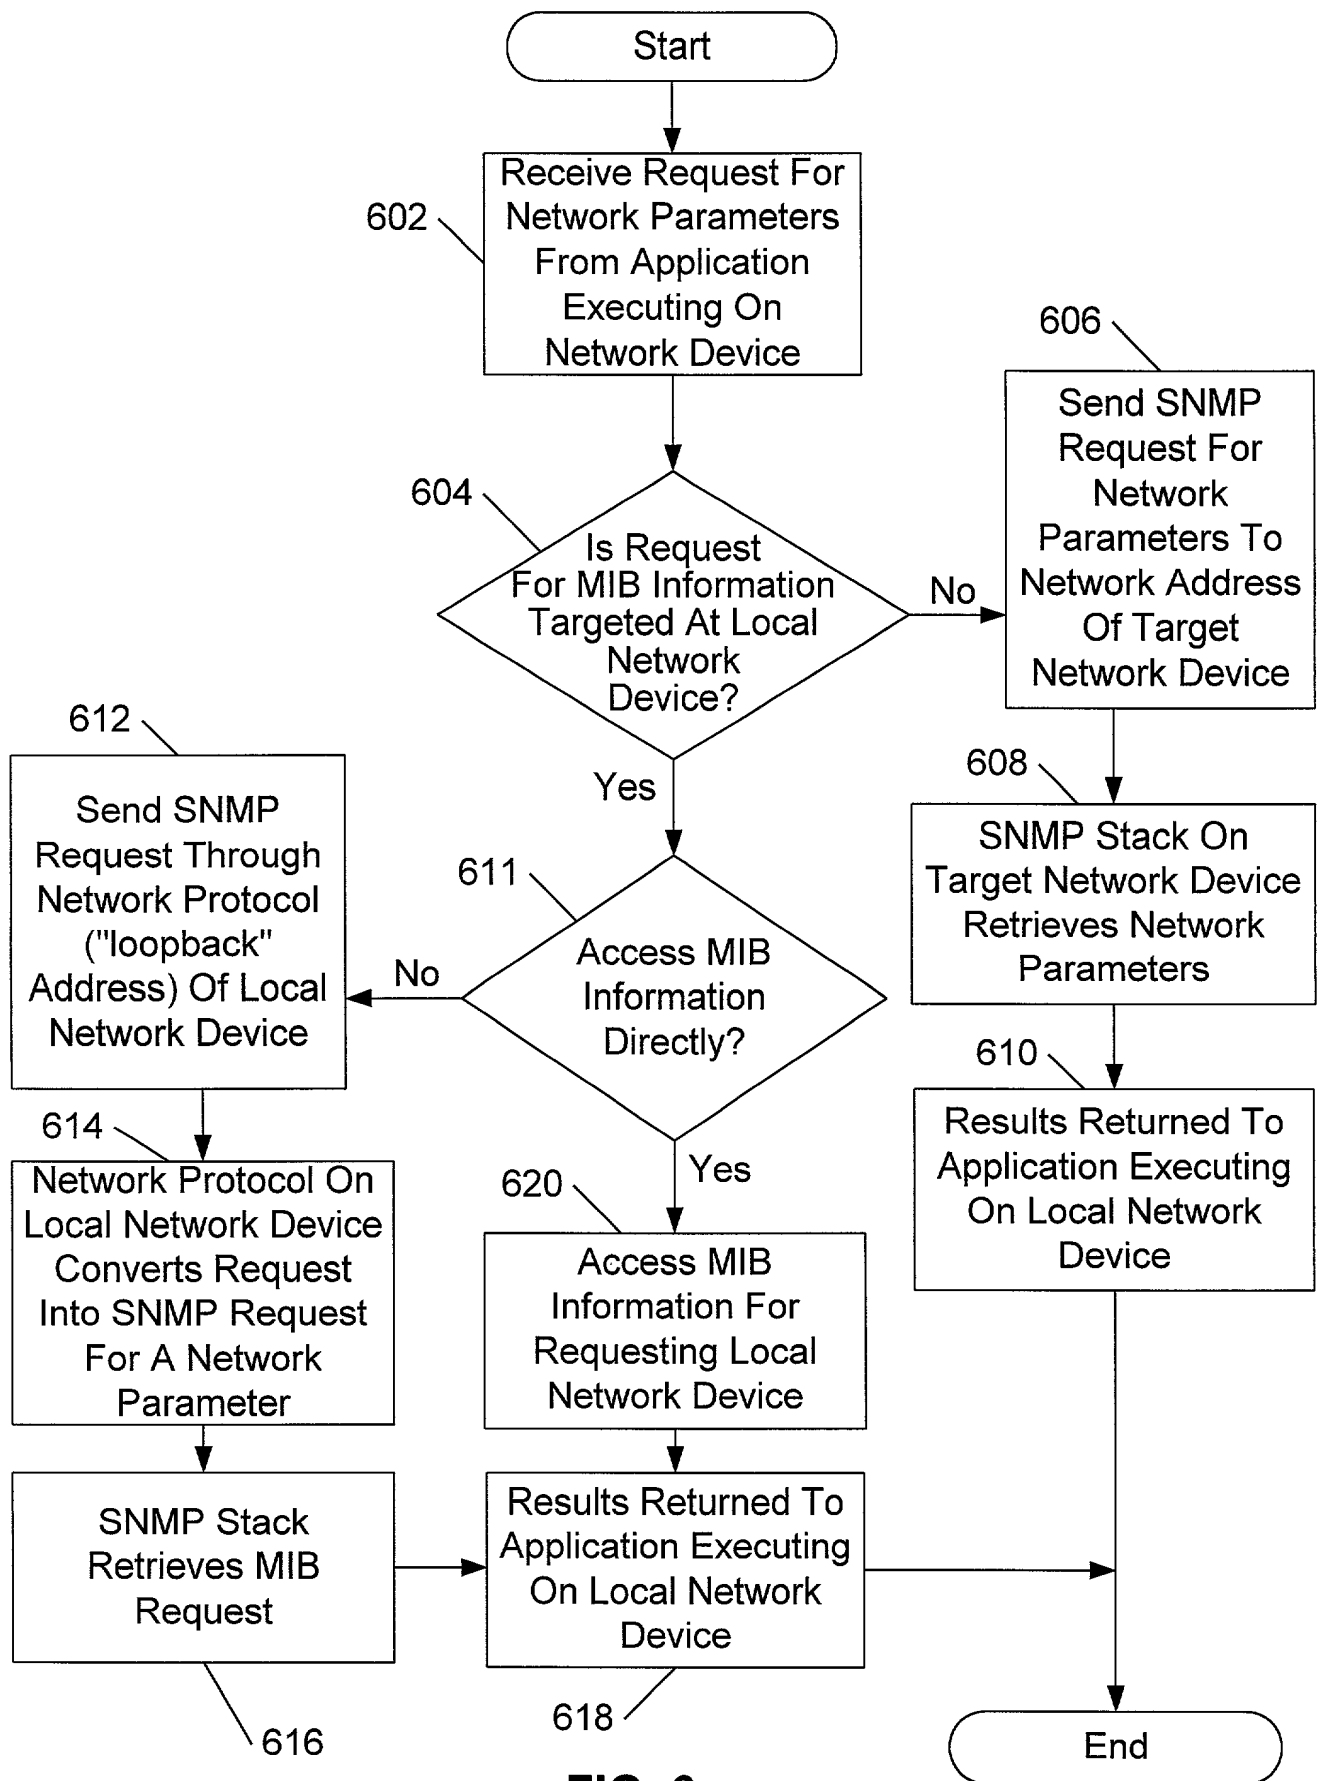 Start
Receive Request For
Network Parameters
From Application
Executing On
Network Device
602
606
Send SNMP
Request For
Network
Parameters To
Network Address
Of Target
Network Device
604
Is Request
For MIB Information
Targeted At Local
Network
Device?
No
Yes
612
Send SNMP
Request Through
Network Protocol
("loopback"
Address) Of Local
Network Device
611
Access MIB
Information
Directly?
No
Yes
608
SNMP Stack On
Target Network Device
Retrieves Network
Parameters
610
Results Returned To
Application Executing
On Local Network
Device
614
Network Protocol On
Local Network Device
Converts Request
Into SNMP Request
For A Network
Parameter
620
Access MIB
Information For
Requesting Local
Network Device
SNMP Stack
Retrieves MIB
Request
616
Results Returned To
Application Executing
On Local Network
Device
618
End